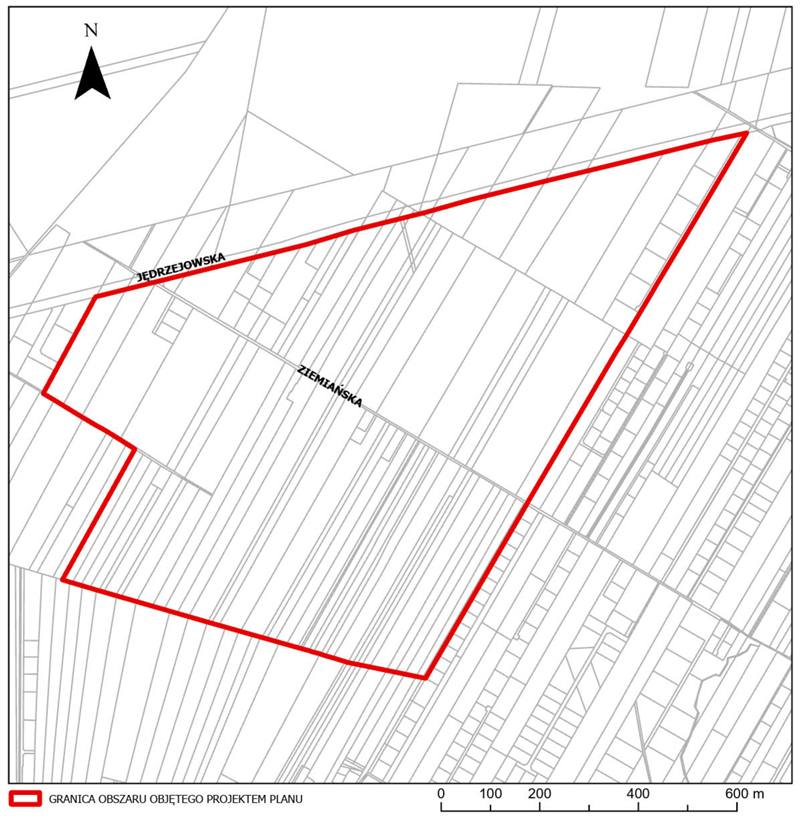 N
JĘDRZEJOWSKA
ZIEMIAŃSKA
GRANICA OBSZARU OBJĘTEGO PROJEKTEM PLANU
0 100 200 400 600 m